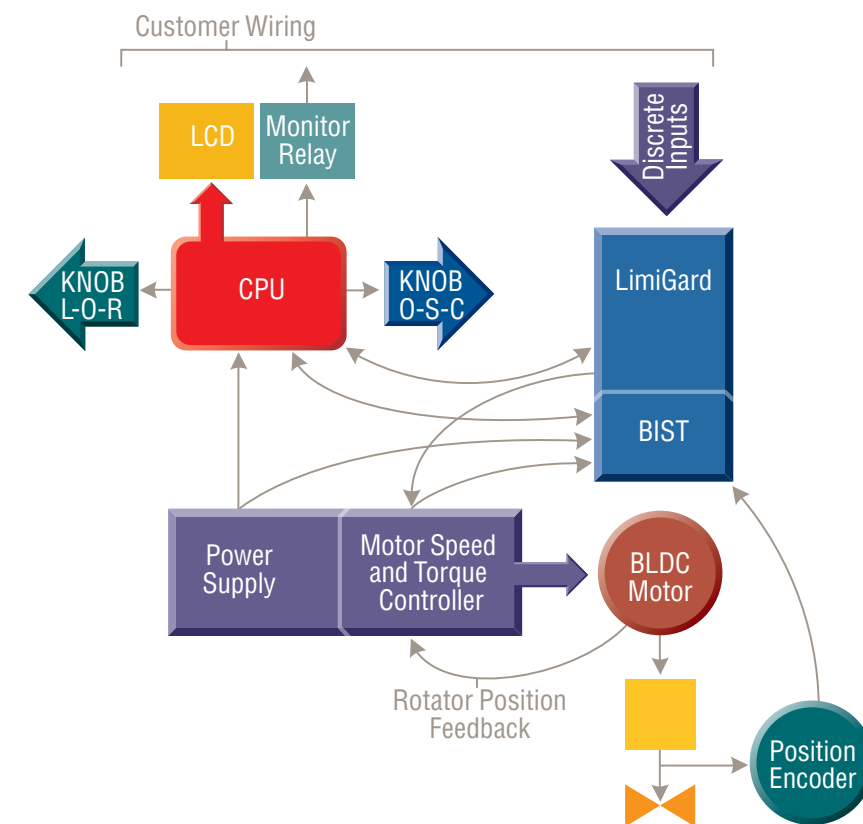 Customer Wiring
LCD
Monitor
Relay
Discrete
Inputs
KNOB
L-O-R
CPU
KNOB
O-S-C
LimiGard
BIST
Power
Supply
Motor Speed
and Torque
Controller
BLDC
Motor
Rotator Position
Feedback
Position
Encoder